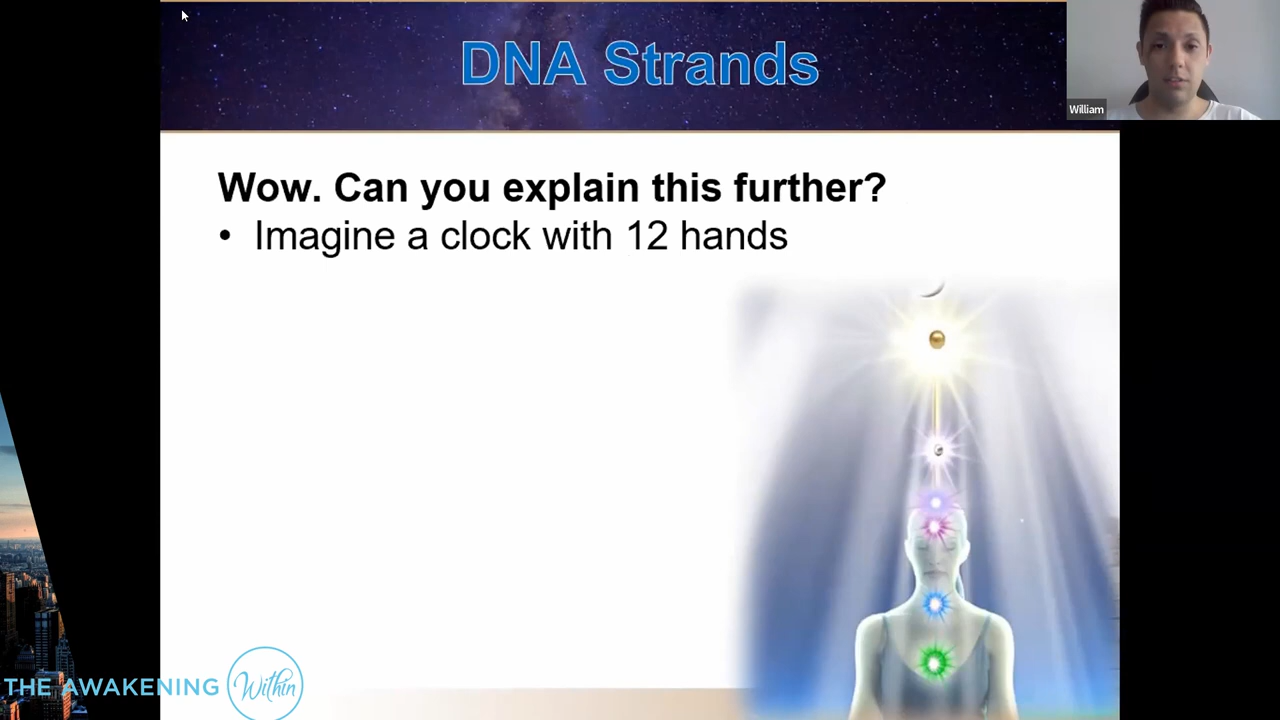 DNA Strands
William
Wow. Can you explain this further?
• Imagine a clock with 12 hands
THE AWAKENING Within